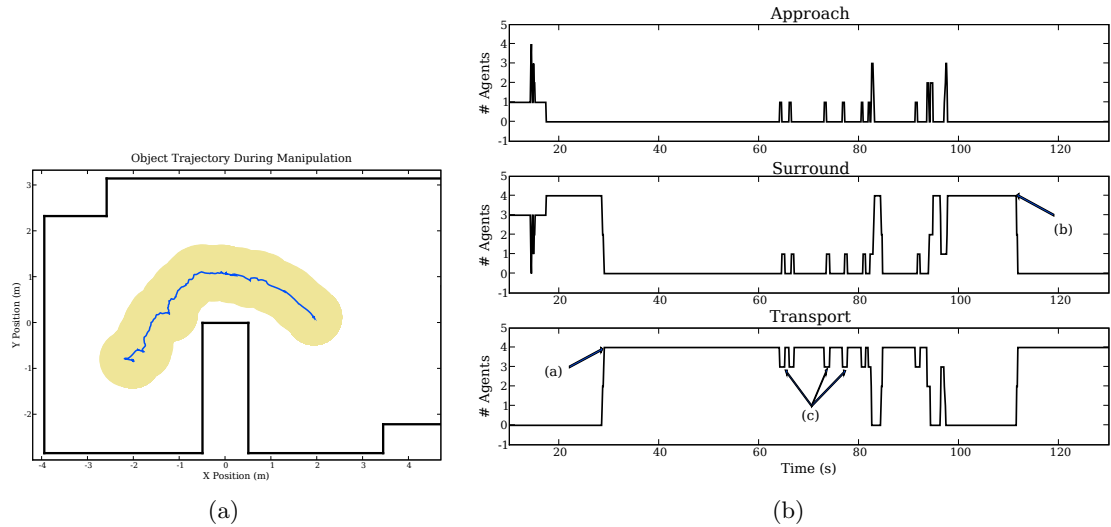 Object Trajectory During Manipulation
Y Position (m)
3
2
1
0
-1
-2
-4 -3 -2 -1 0 1 2 3 4
X Position (m)
(a)
Approach
# Agents
5
4
3
2
1
0
-1
20 40 60 80 100 120
Surround
# Agents
5
4
3
2
1
0
-1
(b)
20 40 60 80 100 120
Transport
# Agents
5
4
3
2
1
0
-1
(a)
(c)
20 40 60 80 100 120
Time (s)
(b)